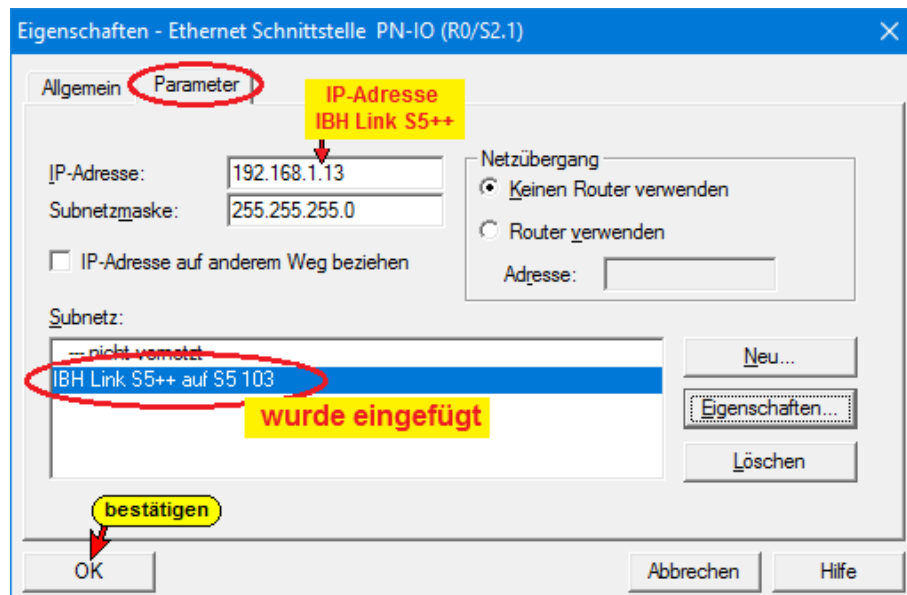 Eigenschaften - Ethernet Schnittstelle PN-IO (R0/S2.1)
Allgemein
Parameter
IP-Adresse
IBH Link S5++
IP-Adresse:
192.168.1.13
Subnetzmaske:
255.255.255.0
IP-Adresse auf anderem Weg beziehen
Netzübergang
Keinen Router verwenden
Router verwenden
Adresse:
Subnetz:
--- nicht vernetzt ---
IBH Link S5++ auf S5 103
wurde eingefügt
Neu...
Eigenschaften...
Löschen
bestätigen
OK
Abbrechen
Hilfe